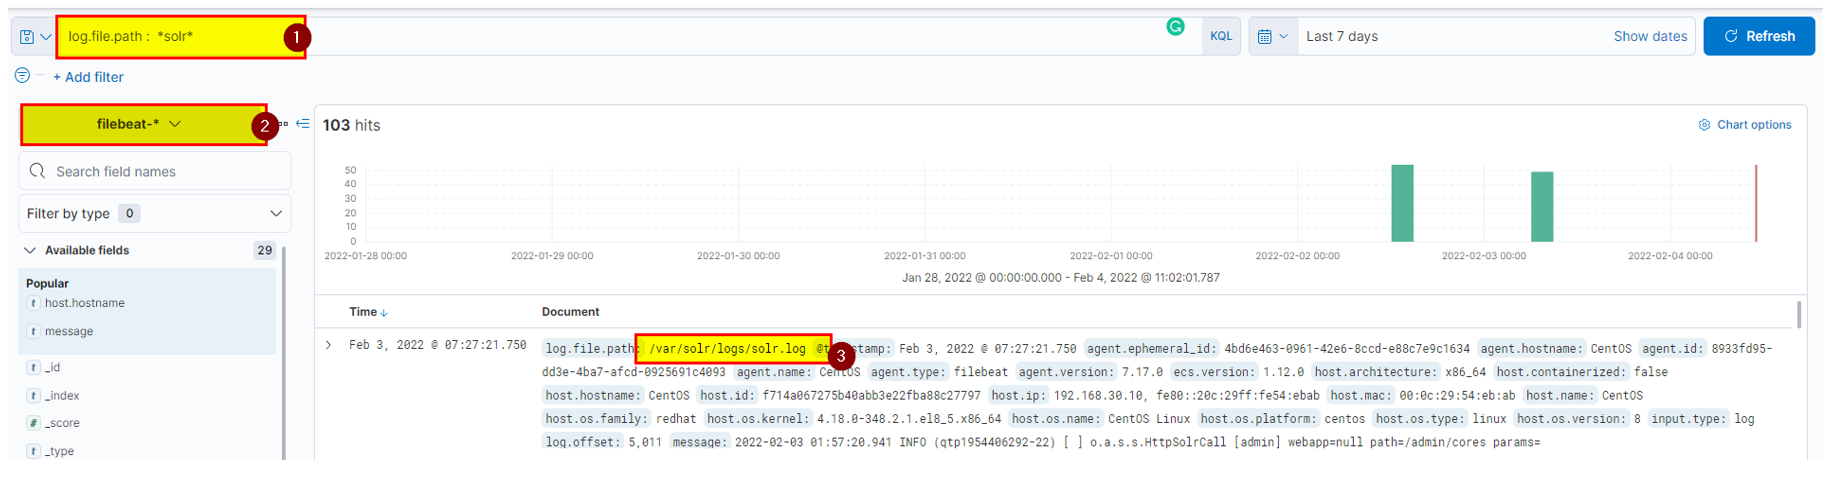 log.file.path : *solr*
1
KQL
Last 7 days
Show dates
Refresh
+ Add filter
filebeat-*
2
103 hits
Chart options
Search field names
Filter by type 0
Available fields 29
Popular
t host.hostname
t message
t _id
t _index
# _score
t _type
50
40
30
20
10
0
2022-01-28 00:00 2022-01-29 00:00 2022-01-30 00:00 2022-01-31 00:00 2022-02-01 00:00 2022-02-02 00:00 2022-02-03 00:00 2022-02-04 00:00
Jan 28, 2022 @ 00:00:00.000 - Feb 4, 2022 @ 11:02:01.787
Time Document
Feb 3, 2022 @ 07:27:21.750
log.file.path: /var/solr/logs/solr.log 3 Feb 3, 2022 @ 07:27:21.750 agent.ephemeral_id: 4bd6e463-0961-42e6-8ccd-e88c7e9c1634 agent.hostname: CentOS agent.id: 8933fd95-
dd3e-4ba7-afcd-0925691c4093 agent.name: CentOS agent.type: filebeat agent.version: 7.17.0 ecs.version: 1.12.0 host.architecture: x86_64 host.containerized: false
host.hostname: CentOS host.id: f714a067275b40abb3e22fba88c27797 host.ip: 192.168.30.10, fe80::20c:29ff:fe54:ebab host.mac: 00:0c:29:54:eb:ab host.name: CentOS
host.os.family: redhat host.os.kernel: 4.18.0-348.2.1.el8_5.x86_64 host.os.name: CentOS Linux host.os.platform: centos host.os.type: linux host.os.version: 8 input.type: log
log.offset: 5,011 message: 2022-02-03 01:57:20.941 INFO (qtp1954406292-22) [ ] o.a.s.s.HttpSolrCall [admin] webapp=null path=/admin/cores params=